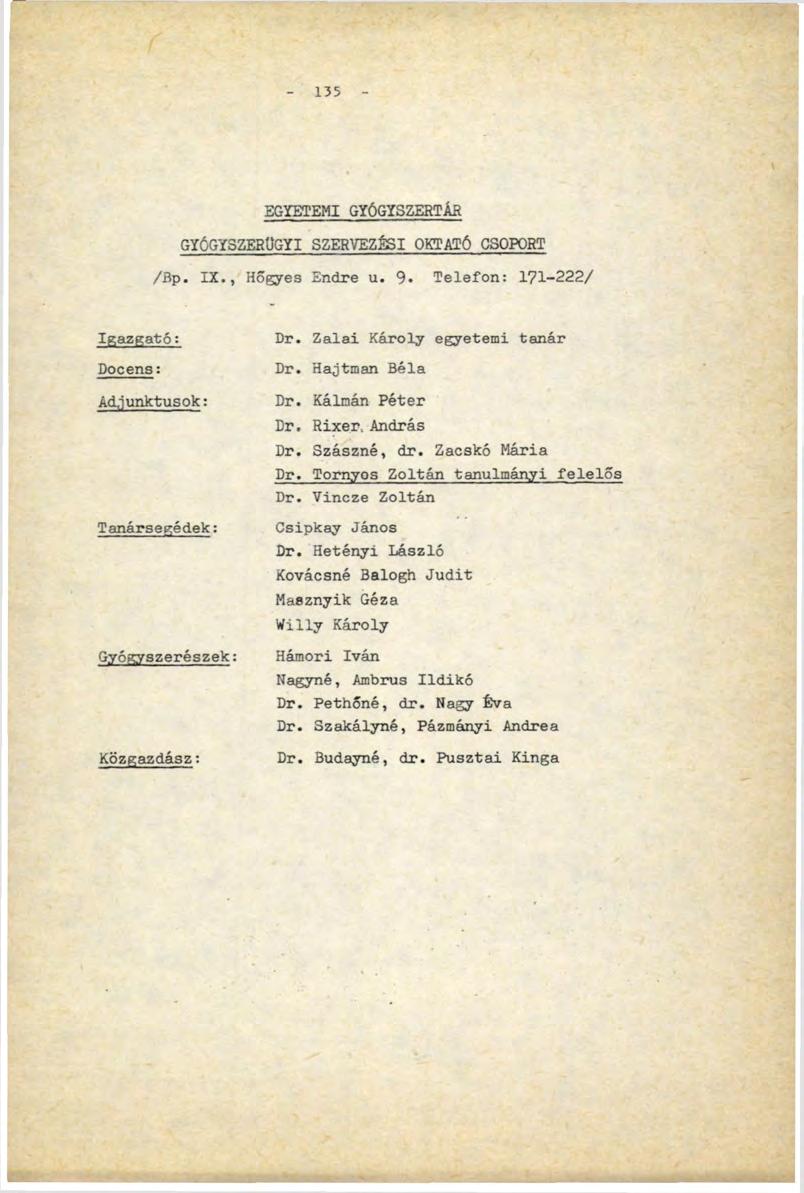 - 135 -
EGYETEMI GYÓGYSZERTÁR
GYÓGYSZERÜGYI SZERVEZÉSI OKTATÓ CSOPORT
/Bp. IX., Hőgyes Endre u. 9. Telefon: 171-222/
Igazgató: Dr. Zalai Károly egyetemi tanár
Docens: Dr. Hajtman Béla
Adjunktusok: Dr. Kálmán Péter
Dr. Rixer András
Dr. Szászné, dr. Zacskó Mária
Dr. Tornyos Zoltán tanulmányi felelős
Dr. Vincze Zoltán
Tanársegédek: Csipkay János
Dr. Hetényi László
Kovácsné Balogh Judit
Masznyik Géza
Willy Károly
Gyógyszerészek: Hámori Iván
Nagyné, Ambrus Ildikó
Dr. Pethőné, dr. Nagy Éva
Dr. Szakályné, Pázmányi Andrea
Közgazdász: Dr. Budayné, dr. Pusztai Kinga